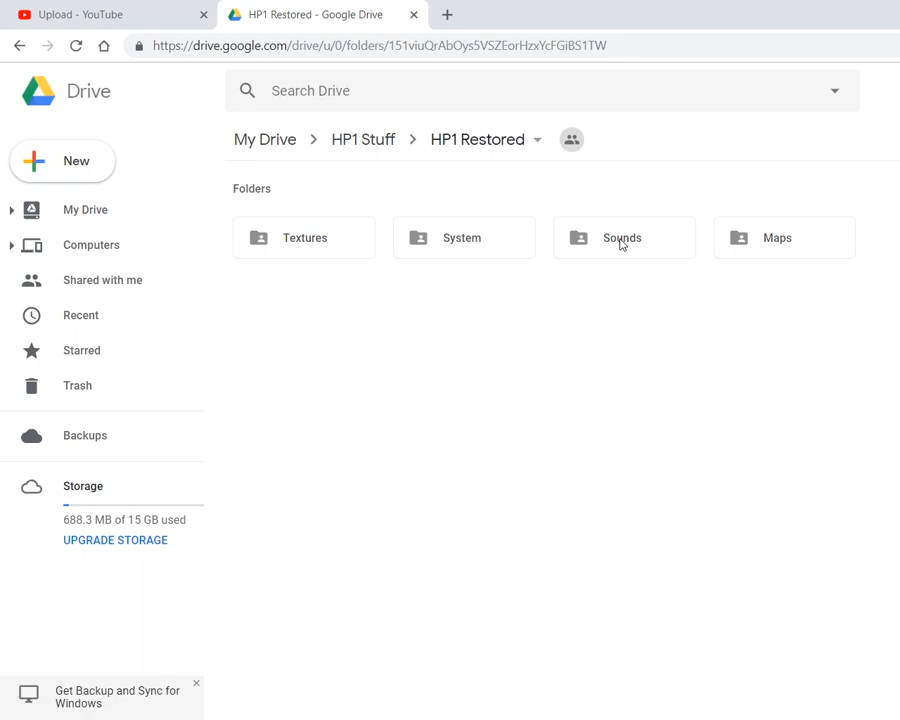 Upload - YouTube
HP1 Restored - Google Drive
https://drive.google.com/drive/u/0/folders/151viuQrAbOys5VSZEorHzxYcFGiBS1TW
Drive
Search Drive
My Drive > HP1 Stuff > HP1 Restored
New
Folders
Textures
System
Sounds
Maps
My Drive
Computers
Shared with me
Recent
Starred
Trash
Backups
Storage
688.3 MB of 15 GB used
UPGRADE STORAGE
Get Backup and Sync for
Windows